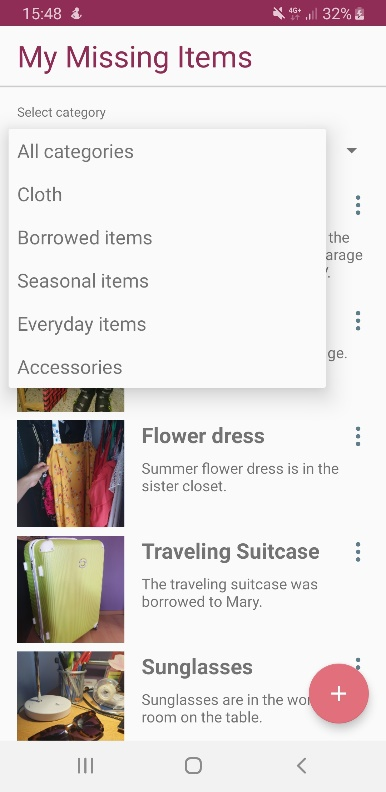 15:48
4G+
32%
My Missing Items
Select category
All categories
Cloth
Borrowed items
Seasonal items
Everyday items
Accessories
the
arage
ge.
Flower dress
Summer flower dress is in the
sister closet.
Traveling Suitcase
The traveling suitcase was
borrowed to Mary.
Sunglasses
Sunglasses are in the
room on the table.